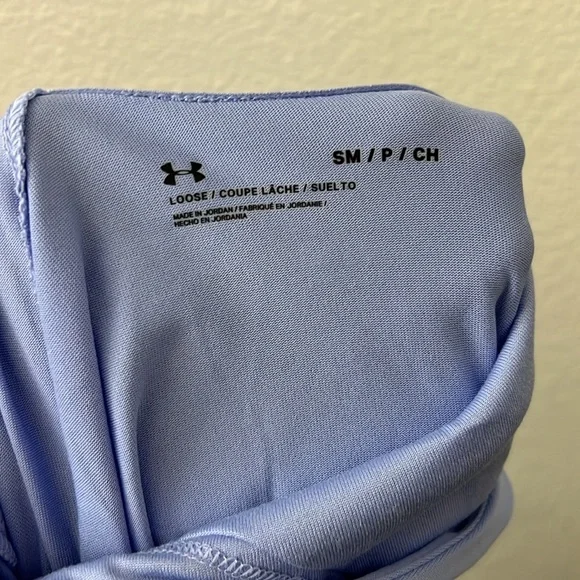 SM / P / CH
LOOSE / COUPE LÂCHE / SUELTO
MADE IN JORDAN / FABRIQUÉ EN JORDANIE /
HECHO EN JORDANIA